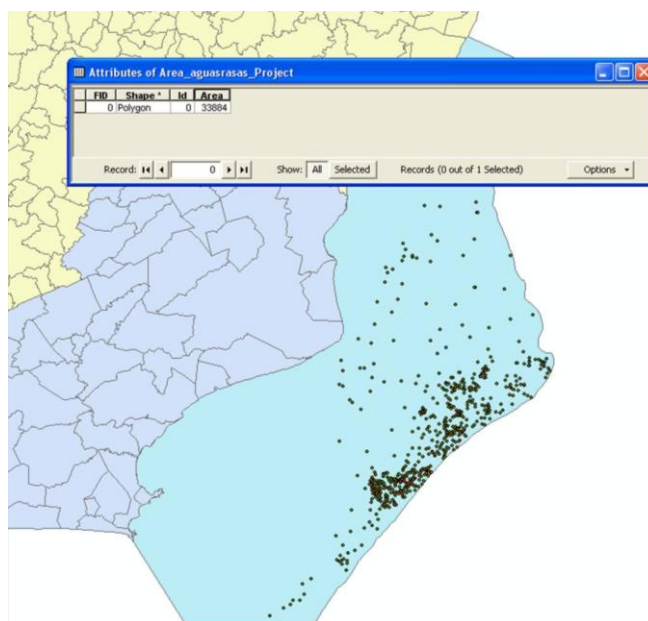 Attributes of Area_aguasrasas_Project
FID Shape * Id Area
0 Polygon 0 33884
Record: 0 Show: All Selected Records (0 out of 1 Selected) Options